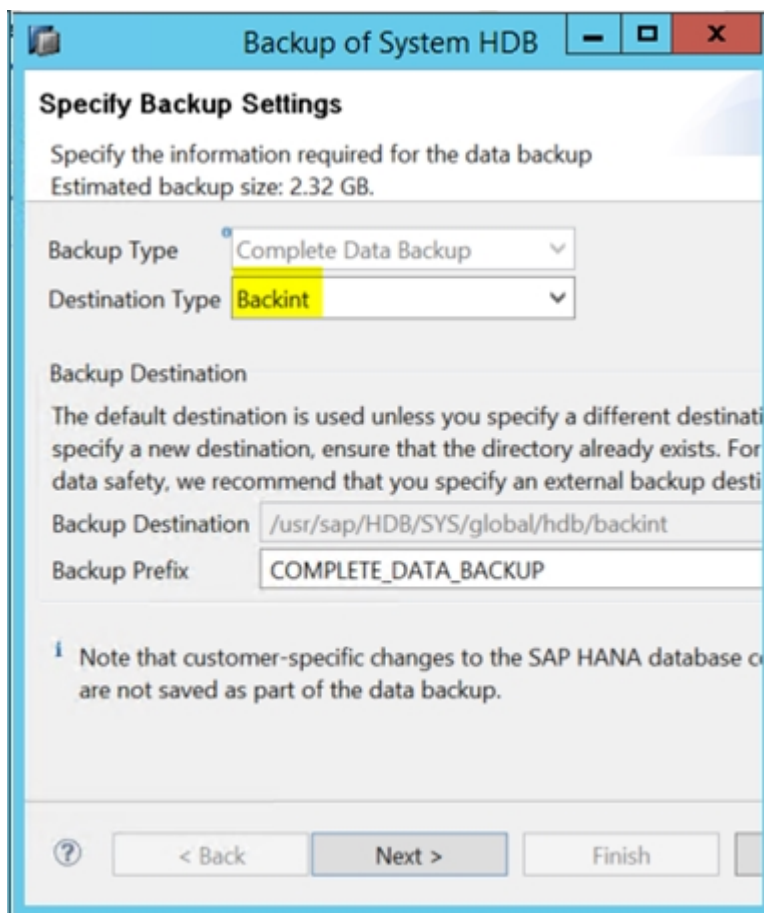 Backup of System HDB
Specify Backup Settings
Specify the information required for the data backup
Estimated backup size: 2.32 GB.
Backup Type Complete Data Backup
Destination Type Backint
Backup Destination
The default destination is used unless you specify a different destinati
specify a new destination, ensure that the directory already exists. For
data safety, we recommend that you specify an external backup desti
Backup Destination /usr/sap/HDB/SYS/global/hdb/backint
Backup Prefix COMPLETE_DATA_BACKUP
i Note that customer-specific changes to the SAP HANA database c
are not saved as part of the data backup.
? < Back Next > Finish